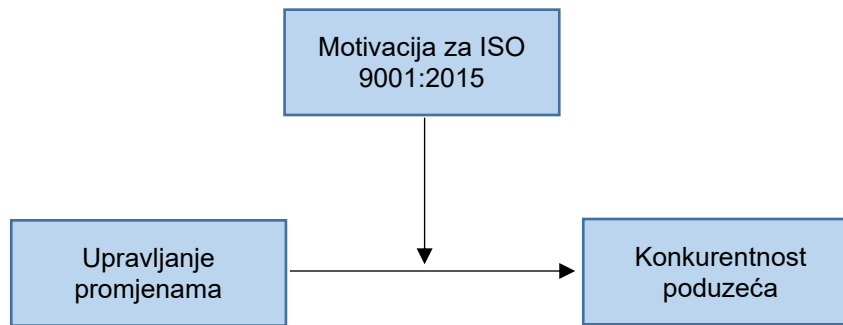 Motivacija za ISO
9001:2015
Upravljanje
promjenama
Konkurentnost
poduzeća